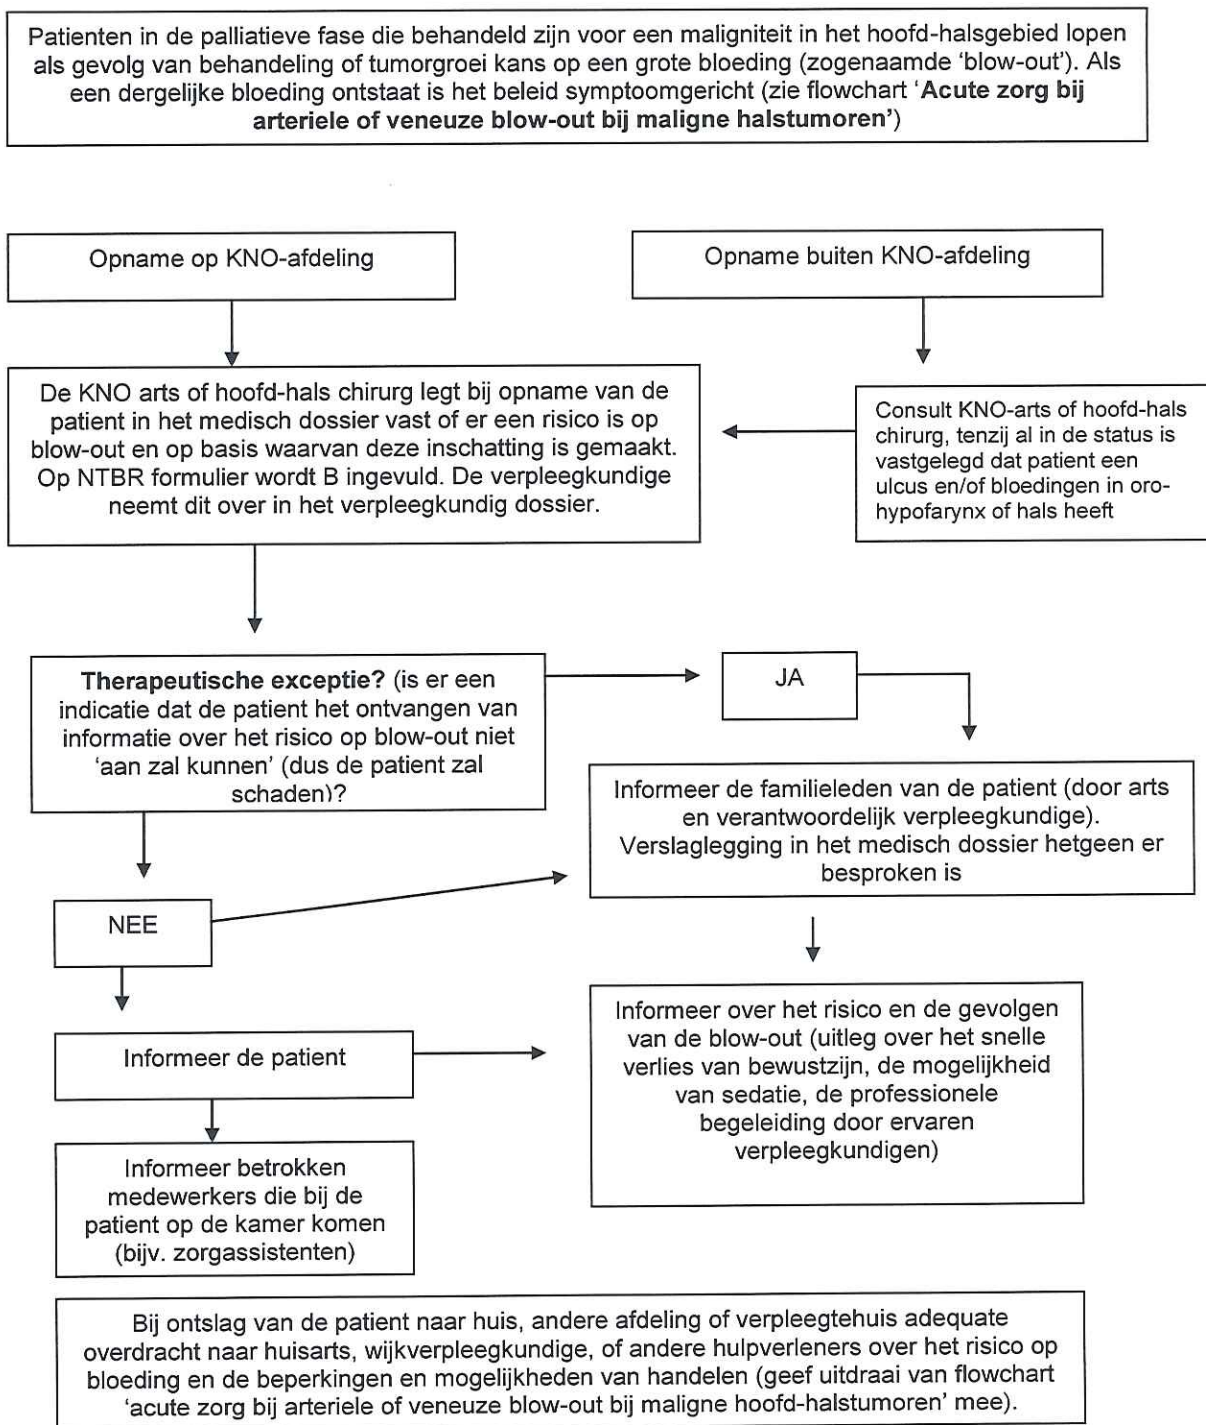 Patienten in de palliatieve fase die behandeld zijn voor een maligniteit in het hoofd-halsgebied lopen
als gevolg van behandeling of tumorgroei kans op een grote bloeding (zogenaamde 'blow-out'). Als
een dergelijke bloeding ontstaat is het beleid symptoomgericht (zie flowchart 'Acute zorg bij
arteriele of veneuze blow-out bij maligne halstumoren')
Opname op KNO-afdeling
Opname buiten KNO-afdeling
De KNO arts of hoofd-hals chirurg legt bij opname van de
patient in het medisch dossier vast of er een risico is op
blow-out en op basis waarvan deze inschatting is gemaakt.
Op NTBR formulier wordt B ingevuld. De verpleegkundige
neemt dit over in het verpleegkundig dossier.
Consult KNO-arts of hoofd-hals
chirurg, tenzij al in de status is
vastgelegd dat patient een
ulcus en/of bloedingen in oro-
hypofarynx of hals heeft
Therapeutische exceptie? (is er een
indicatie dat de patient het ontvangen van
informatie over het risico op blow-out niet
'aan zal kunnen' (dus de patient zal
schaden)?
JA
Informeer de familieleden van de patient (door arts
en verantwoordelijk verpleegkundige).
Verslaglegging in het medisch dossier hetgeen er
besproken is
NEE
Informeer de patient
Informeer over het risico en de gevolgen
van de blow-out (uitleg over het snelle
verlies van bewustzijn, de mogelijkheid
van sedatie, de professionele
begeleiding door ervaren
verpleegkundigen)
Informeer betrokken
medewerkers die bij de
patient op de kamer komen
(bijv. zorgassistenten)
Bij ontslag van de patient naar huis, andere afdeling of verpleegtehuis adequate
overdracht naar huisarts, wijkverpleegkundige, of andere hulpverleners over het risico op
bloeding en de beperkingen en mogelijkheden van handelen (geef uitdraai van flowchart
'acute zorg bij arteriele of veneuze blow-out bij maligne hoofd-halstumoren' mee).